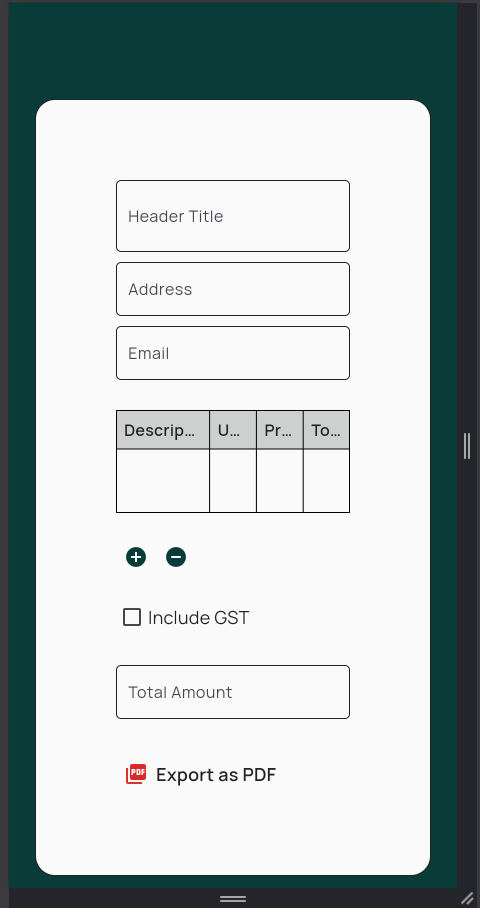 Header Title
Address
Email
Descrip... U... Pr... To...
Include GST
Total Amount
PDF Export as PDF